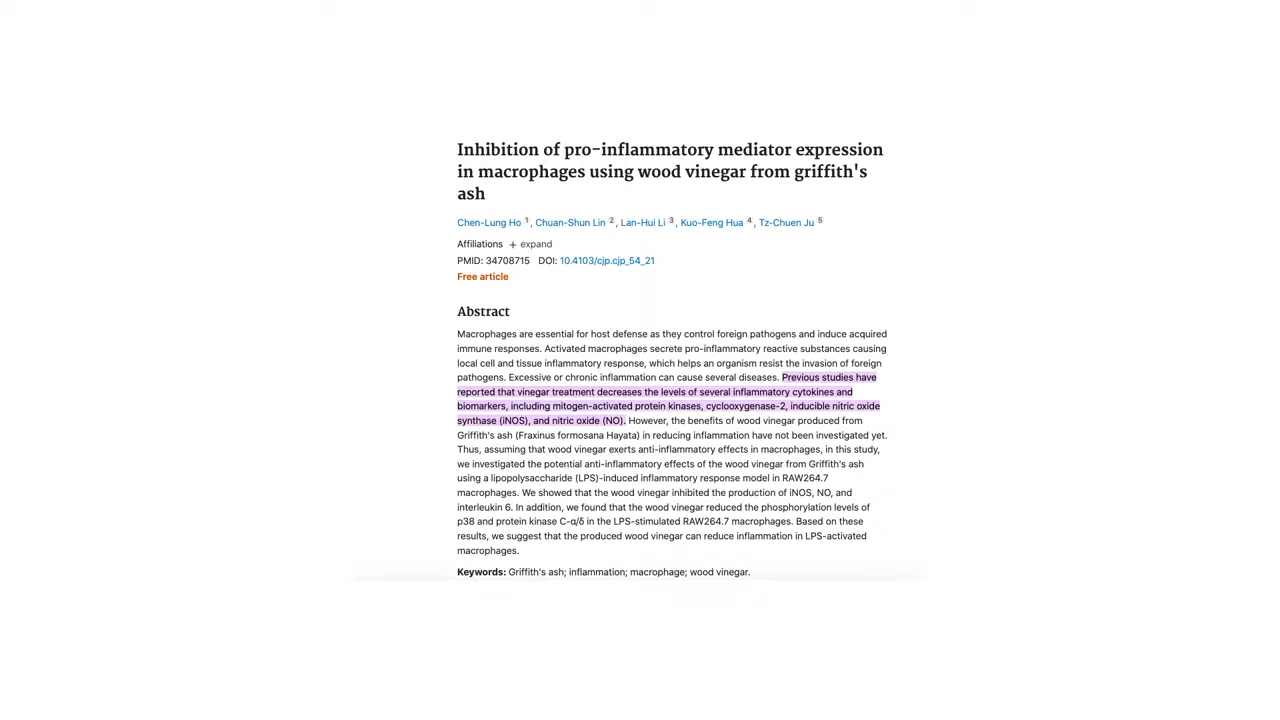 Inhibition of pro-inflammatory mediator expression
in macrophages using wood vinegar from griffith's
ash
Chen-Lung Ho 1, Chuan-Shun Lin 2, Lan-Hui Li 3, Kuo-Feng Hua 4, Tz-Chuen Ju 5
Affiliations + expand
PMID: 34708715 DOI: 10.4103/cjp.cjp_54_21
Free article
Abstract
Macrophages are essential for host defense as they control foreign pathogens and induce acquired
immune responses. Activated macrophages secrete pro-inflammatory reactive substances causing
local cell and tissue inflammatory response, which helps an organism resist the invasion of foreign
pathogens. Excessive or chronic inflammation can cause several diseases. Previous studies have
reported that vinegar treatment decreases the levels of several inflammatory cytokines and
biomarkers, including mitogen-activated protein kinases, cyclooxygenase-2, inducible nitric oxide
synthase (iNOS), and nitric oxide (NO). However, the benefits of wood vinegar produced from
Griffith's ash (Fraxinus formosana Hayata) in reducing inflammation have not been investigated yet.
Thus, assuming that wood vinegar exerts anti-inflammatory effects in macrophages, in this study,
we investigated the potential anti-inflammatory effects of the wood vinegar from Griffith's ash
using a lipopolysaccharide (LPS)-induced inflammatory response model in RAW264.7
macrophages. We showed that the wood vinegar inhibited the production of iNOS, NO, and
interleukin 6. In addition, we found that the wood vinegar reduced the phosphorylation levels of
p38 and protein kinase C-α/δ in the LPS-stimulated RAW264.7 macrophages. Based on these
results, we suggest that the produced wood vinegar can reduce inflammation in LPS-activated
macrophages.
Keywords: Griffith's ash; inflammation; macrophage; wood vinegar.